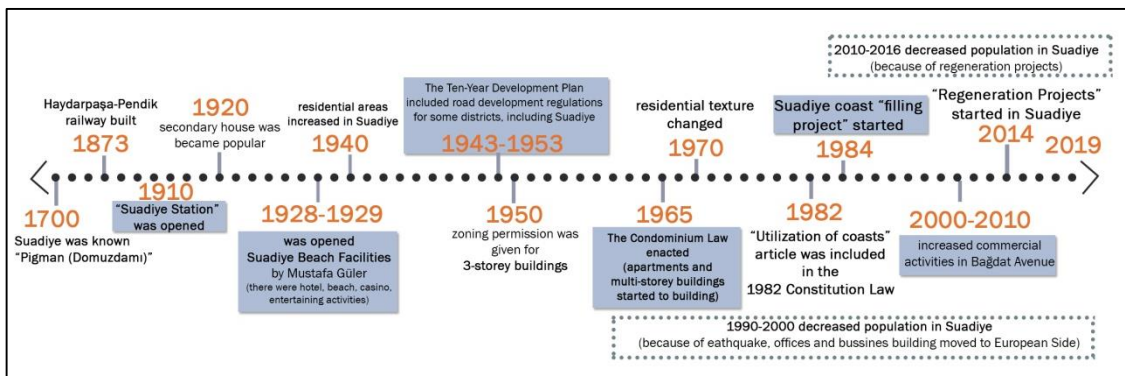 2010-2016 decreased population in Suadiye
(because of regeneration projects)
Haydarpaşa-Pendik
railway built
1873
1920
secondary house was
became popular
residential areas
increased in Suadiye
1940
The Ten-Year Development Plan
included road development regulations
for some districts, including Suadiye
1943-1953
residential texture
changed
1970
Suadiye coast "filling
project" started
1984
"Regeneration Projects"
started in Suadiye
2014
2019
1700
Suadiye was known
"Pigman (Domuzdamı)"
1910
"Suadiye Station"
was opened
1928-1929
was opened
Suadiye Beach Facilities
by Mustafa Güler
(there were hotel, beach, casino,
entertaining activities)
1950
zoning permission was
given for
3-storey buildings
1965
The Condominium Law
enacted
(apartments and
multi-storey buildings
started to building)
1982
"Utilization of coasts"
article was included
in the
1982 Constitution Law
2000-2010
increased commercial
activities in Bağdat Avenue
1990-2000 decreased population in Suadiye
(because of eathquake, offices and bussines building moved to European Side)